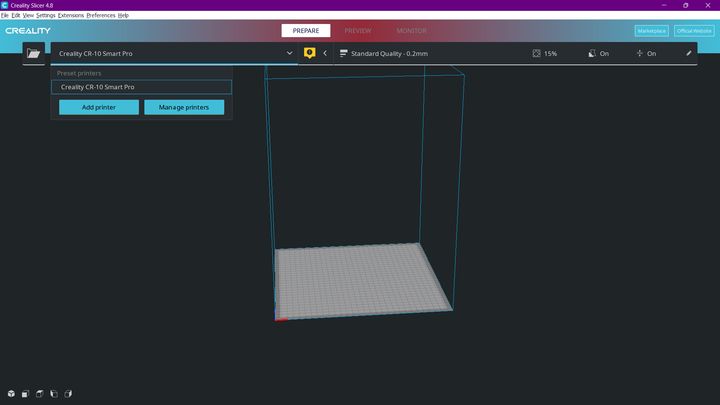 Creality Slicer 4.8
File Edit View Settings Extensions Preferences Help
CREALITY PREPARE PREVIEW MONITOR Marketplace Official Website
Creality CR-10 Smart Pro Standard Quality - 0.2mm 15% On On
Preset printers
Creality CR-10 Smart Pro
Add printer Manage printers